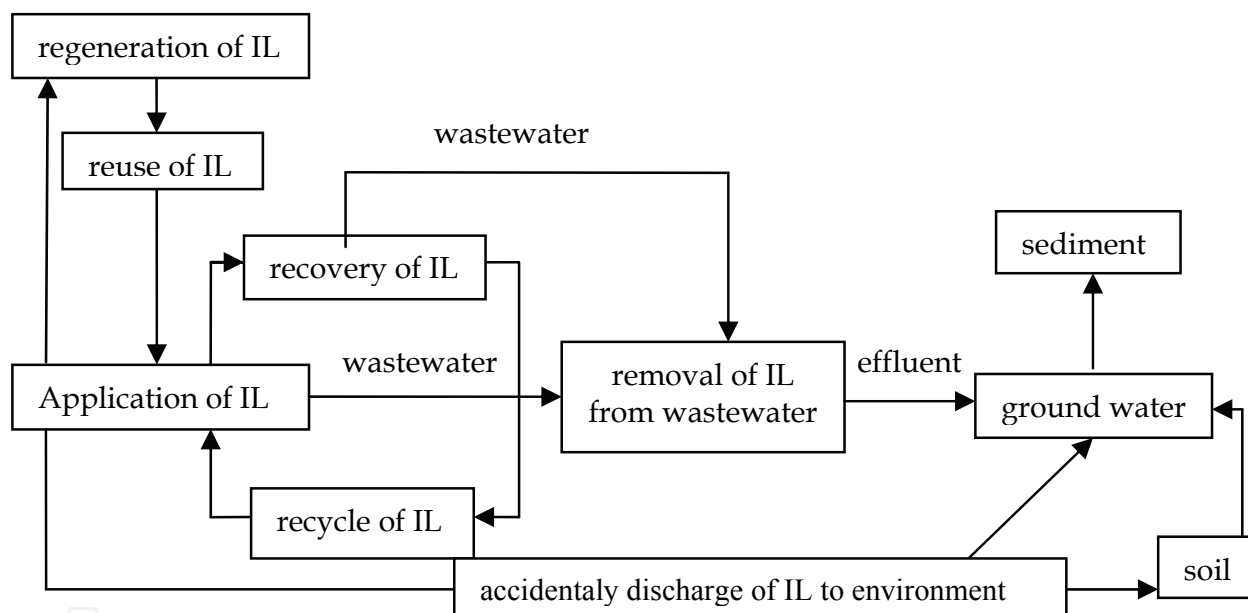 regeneration of IL
wastewater
reuse of IL
sediment
recovery of IL
wastewater
effluent
removal of IL
from wastewater
Application of IL
ground water
recycle of IL
soil
accidentaly discharge of IL to environment